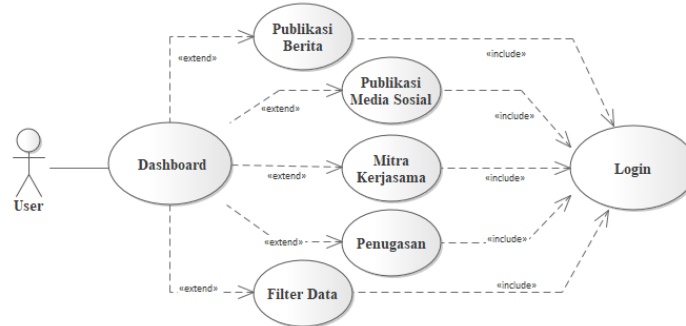 Publikasi
Berita
«extend»
«include»
Publikasi
Media Sosial
«extend»
«include»
User
Dashboard
Mitra
Kerjasama
«extend»
«include»
Login
Penugasan
«extend»
«include»
Filter Data
«extend»
«include»